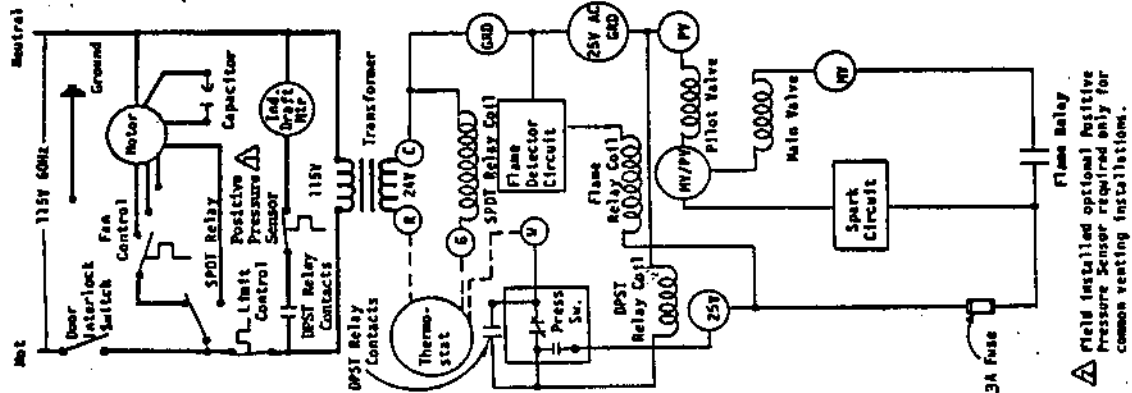 Hot
115V 60Hz
Neutral
Door
Interlock
Switch
Ground
Fan
Control
Motor
Capacitor
SPDT Relay
Limit
Control
Positive
Pressure
Sensor
Ind.
Draft
Mtr
DPST Relay
Contacts
115V
Transformer
24V
R
C
Thermo-
stat
DPST Relay
Contacts
G
SPDT Relay Coil
GRD
W
Flame
Detector
Circuit
25V AC
GRD
Press
Sw.
Flame
Relay Coil
DPST
Relay Coil
PV
Pilot Valve
MV/PV
25V
Main Valve
MV
Spark
Circuit
3A Fuse
Flame Relay
Field installed optional Positive
Pressure Sensor required only for
common venting installations.